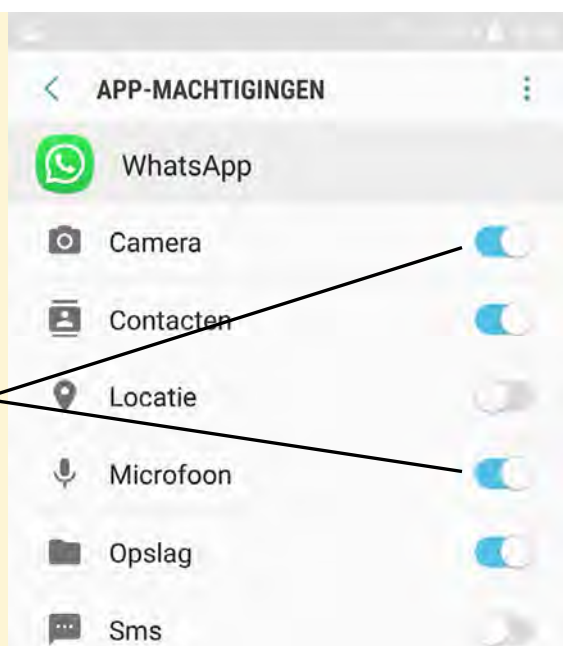 APP-MACHTIGINGEN
WhatsApp
Camera
Contacten
Locatie
Microfoon
Opslag
Sms